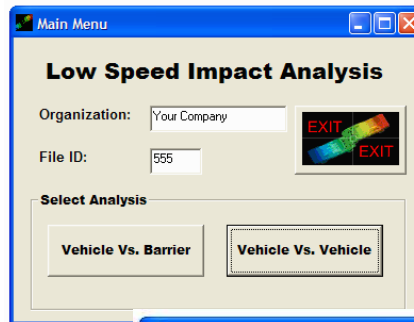 Main Menu
Low Speed Impact Analysis
Organization: Your Company
EXIT
EXIT
File ID: 555
Select Analysis
Vehicle Vs. Barrier Vehicle Vs. Vehicle